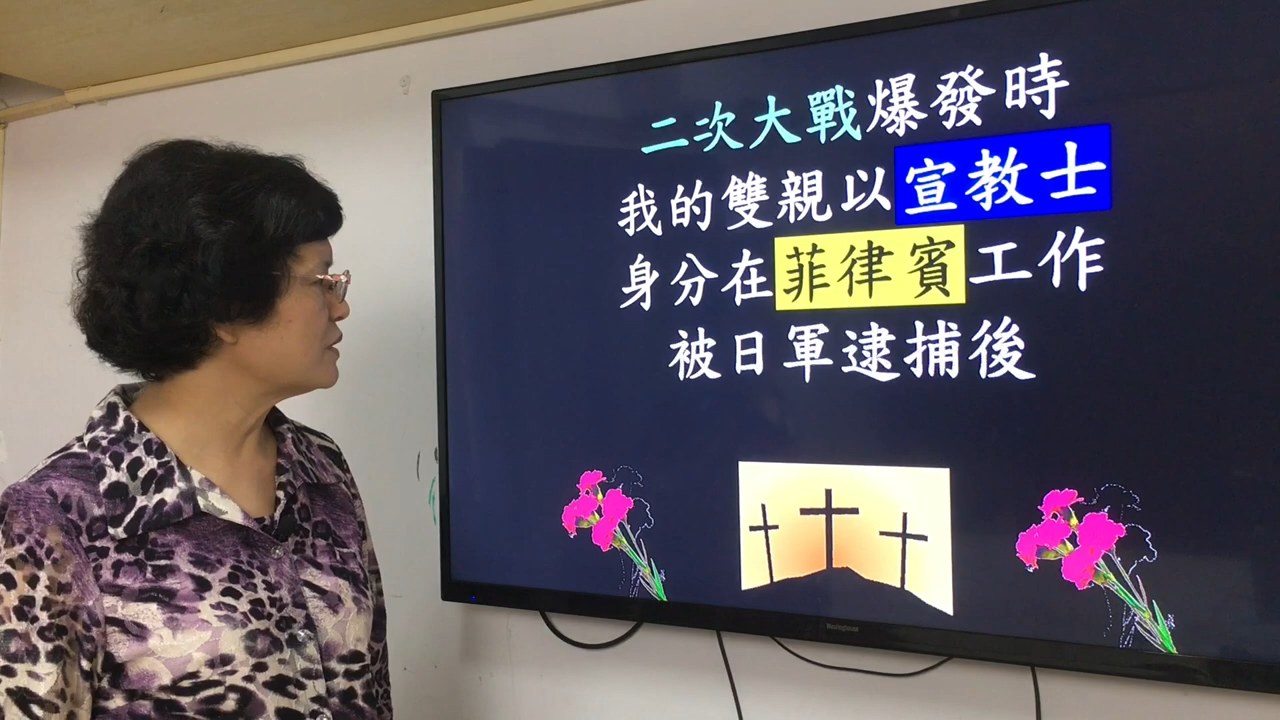 二次大戰爆發時
我的雙親以宣教士
身分在菲律賓工作
被日軍逮捕後
Westinghouse